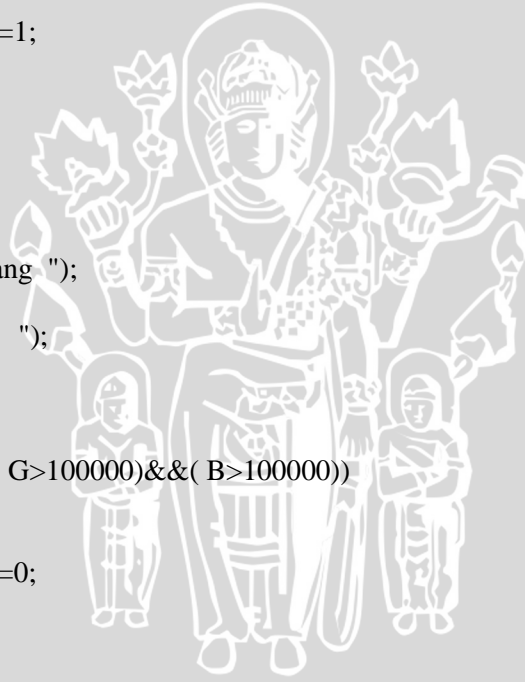 =1;
ang ");
");
G>100000)&&( B>100000))
=0;